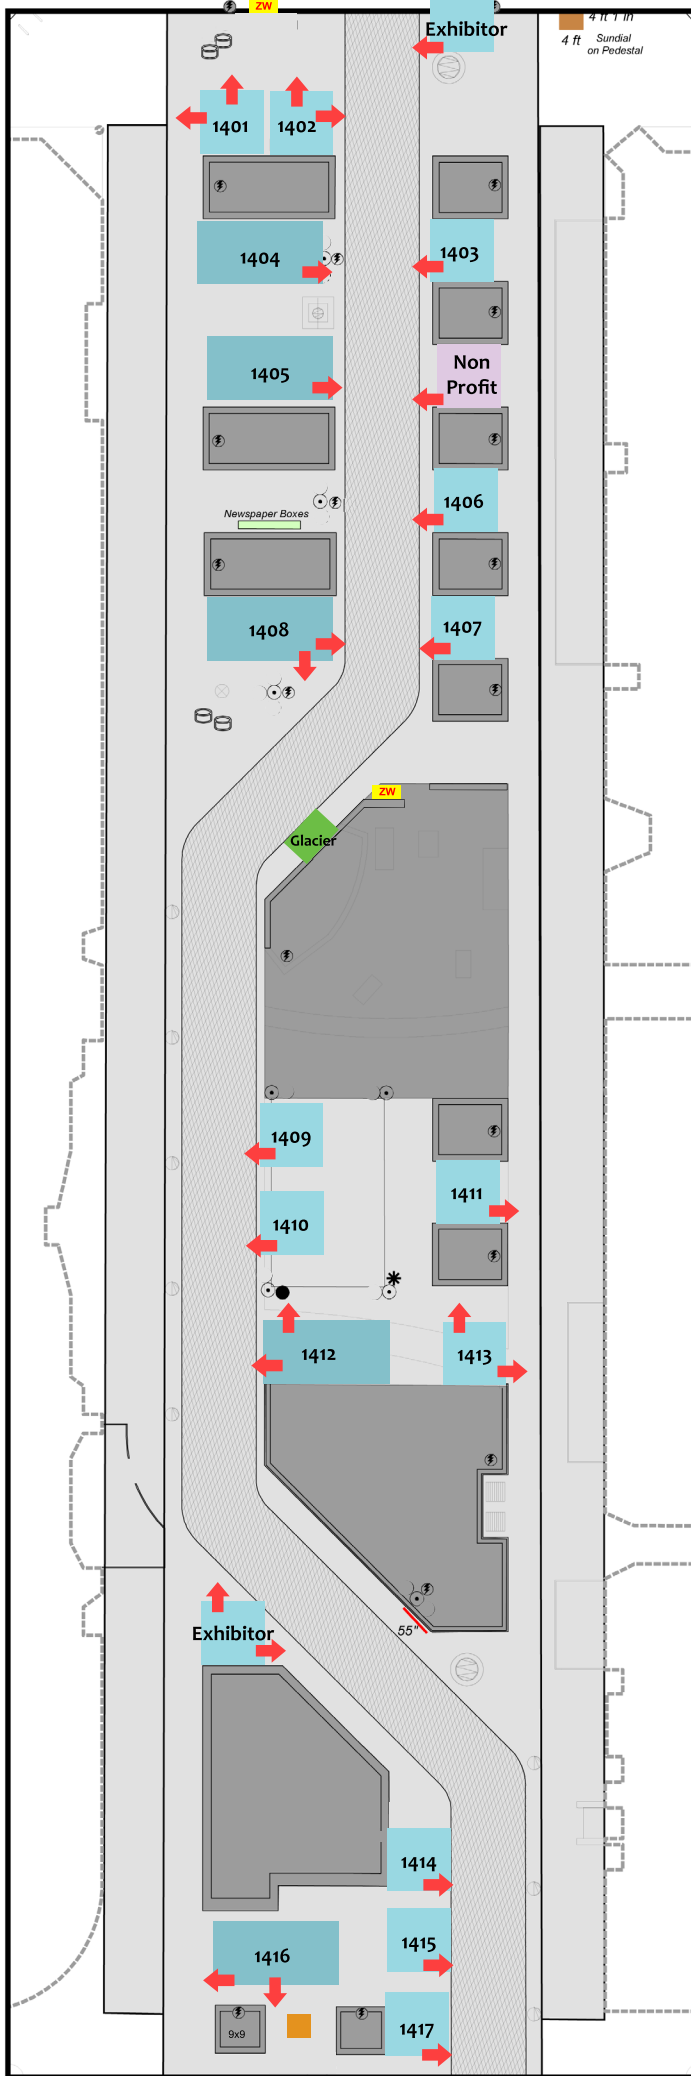 ZW
Exhibitor
4 ft 1 in
4 ft
Sundial
on Pedestal
1401
1402
1404
1403
1405
Non
Profit
1406
Newspaper Boxes
1408
1407
ZW
Glacier
1409
1411
1410
1412
1413
55"
Exhibitor
1414
1415
1416
1417
9x9